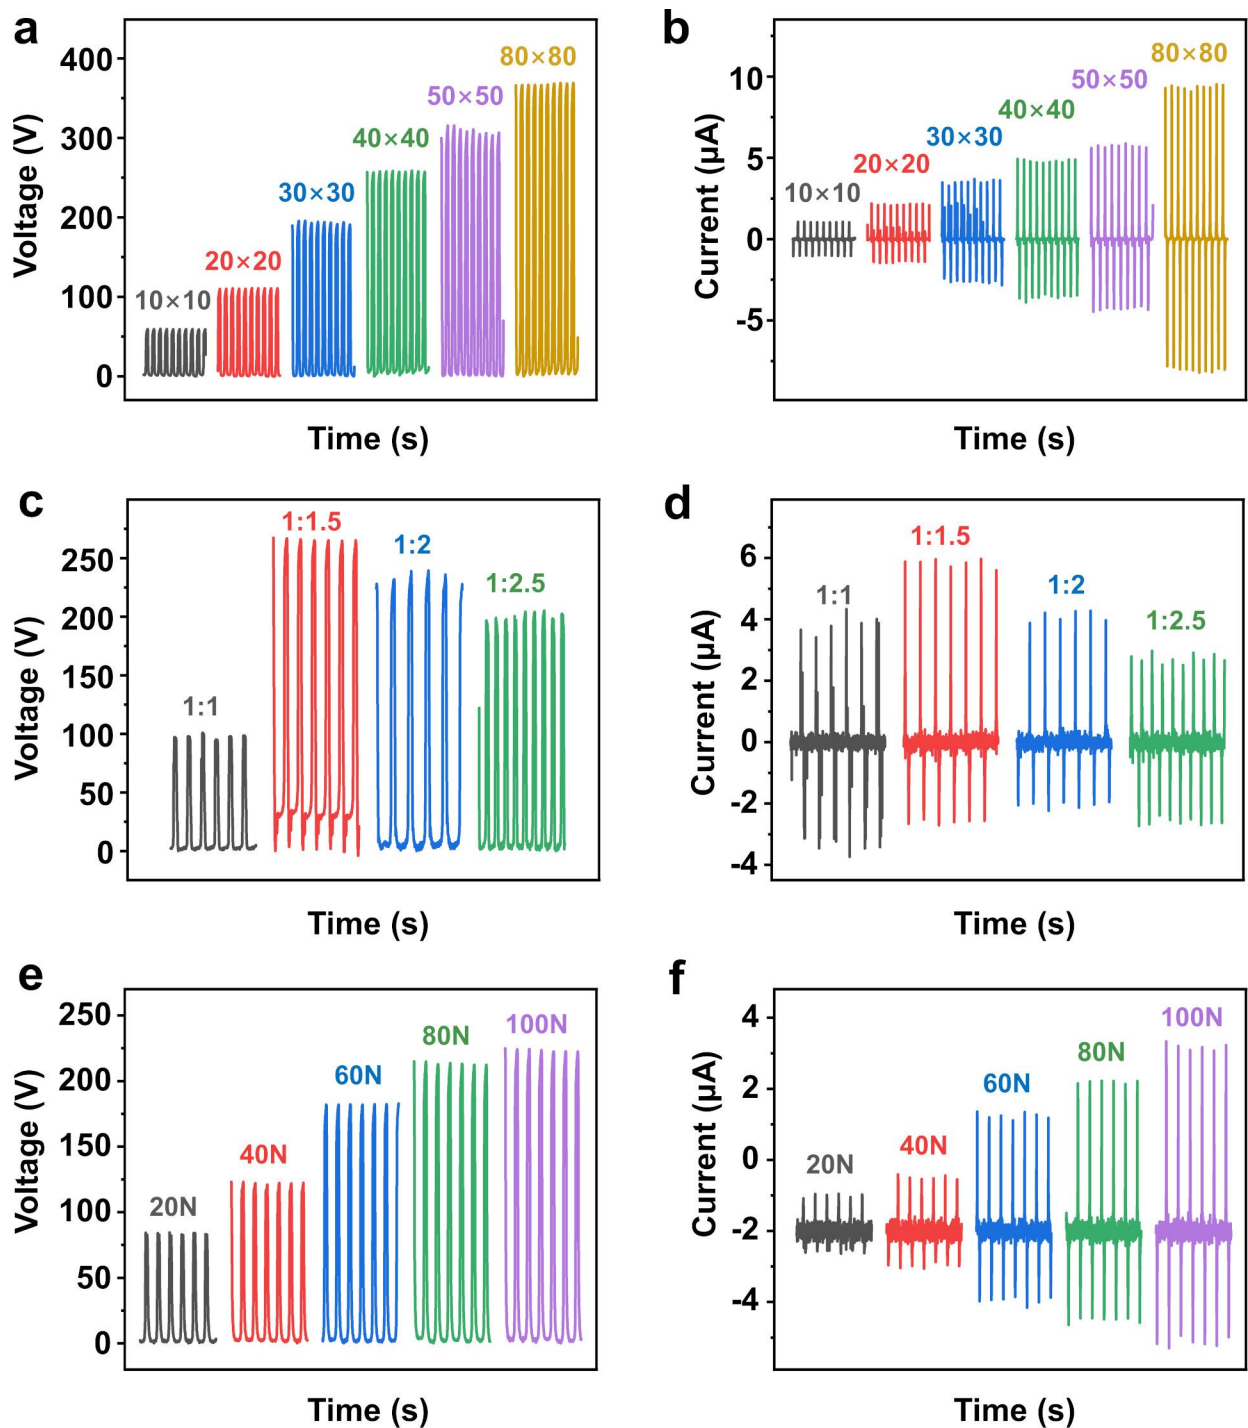 a
400
300
200
100
0
Voltage (V)
10×10
20×20
30×30
40×40
50×50
80×80
Time (s)
b
10
5
0
-5
Current (µA)
10×10
20×20
30×30
40×40
50×50
80×80
Time (s)
c
250
200
150
100
50
0
Voltage (V)
1:1
1:1.5
1:2
1:2.5
Time (s)
d
6
4
2
0
-2
-4
Current (µA)
1:1
1:1.5
1:2
1:2.5
Time (s)
e
250
200
150
100
50
0
Voltage (V)
20N
40N
60N
80N
100N
Time (s)
f
4
2
0
-2
-4
Current (µA)
20N
40N
60N
80N
100N
Time (s)